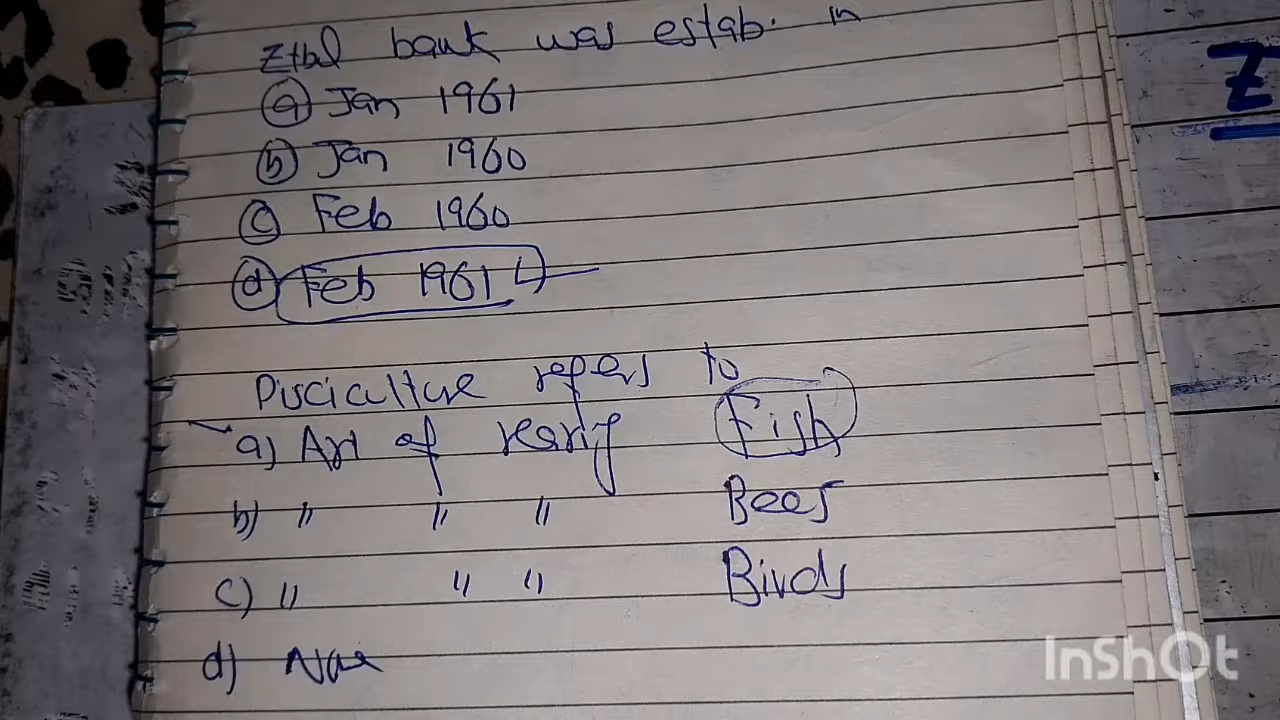 Ztbl bank was estab. in
(a) Jan 1961
(b) Jan 1960
(c) Feb 1960
(d) Feb 1961
Pisciculture refers to
a) Art of rearing Fish
b) " " " Bees
c) " " " Birds
d) None
Z
InShOt